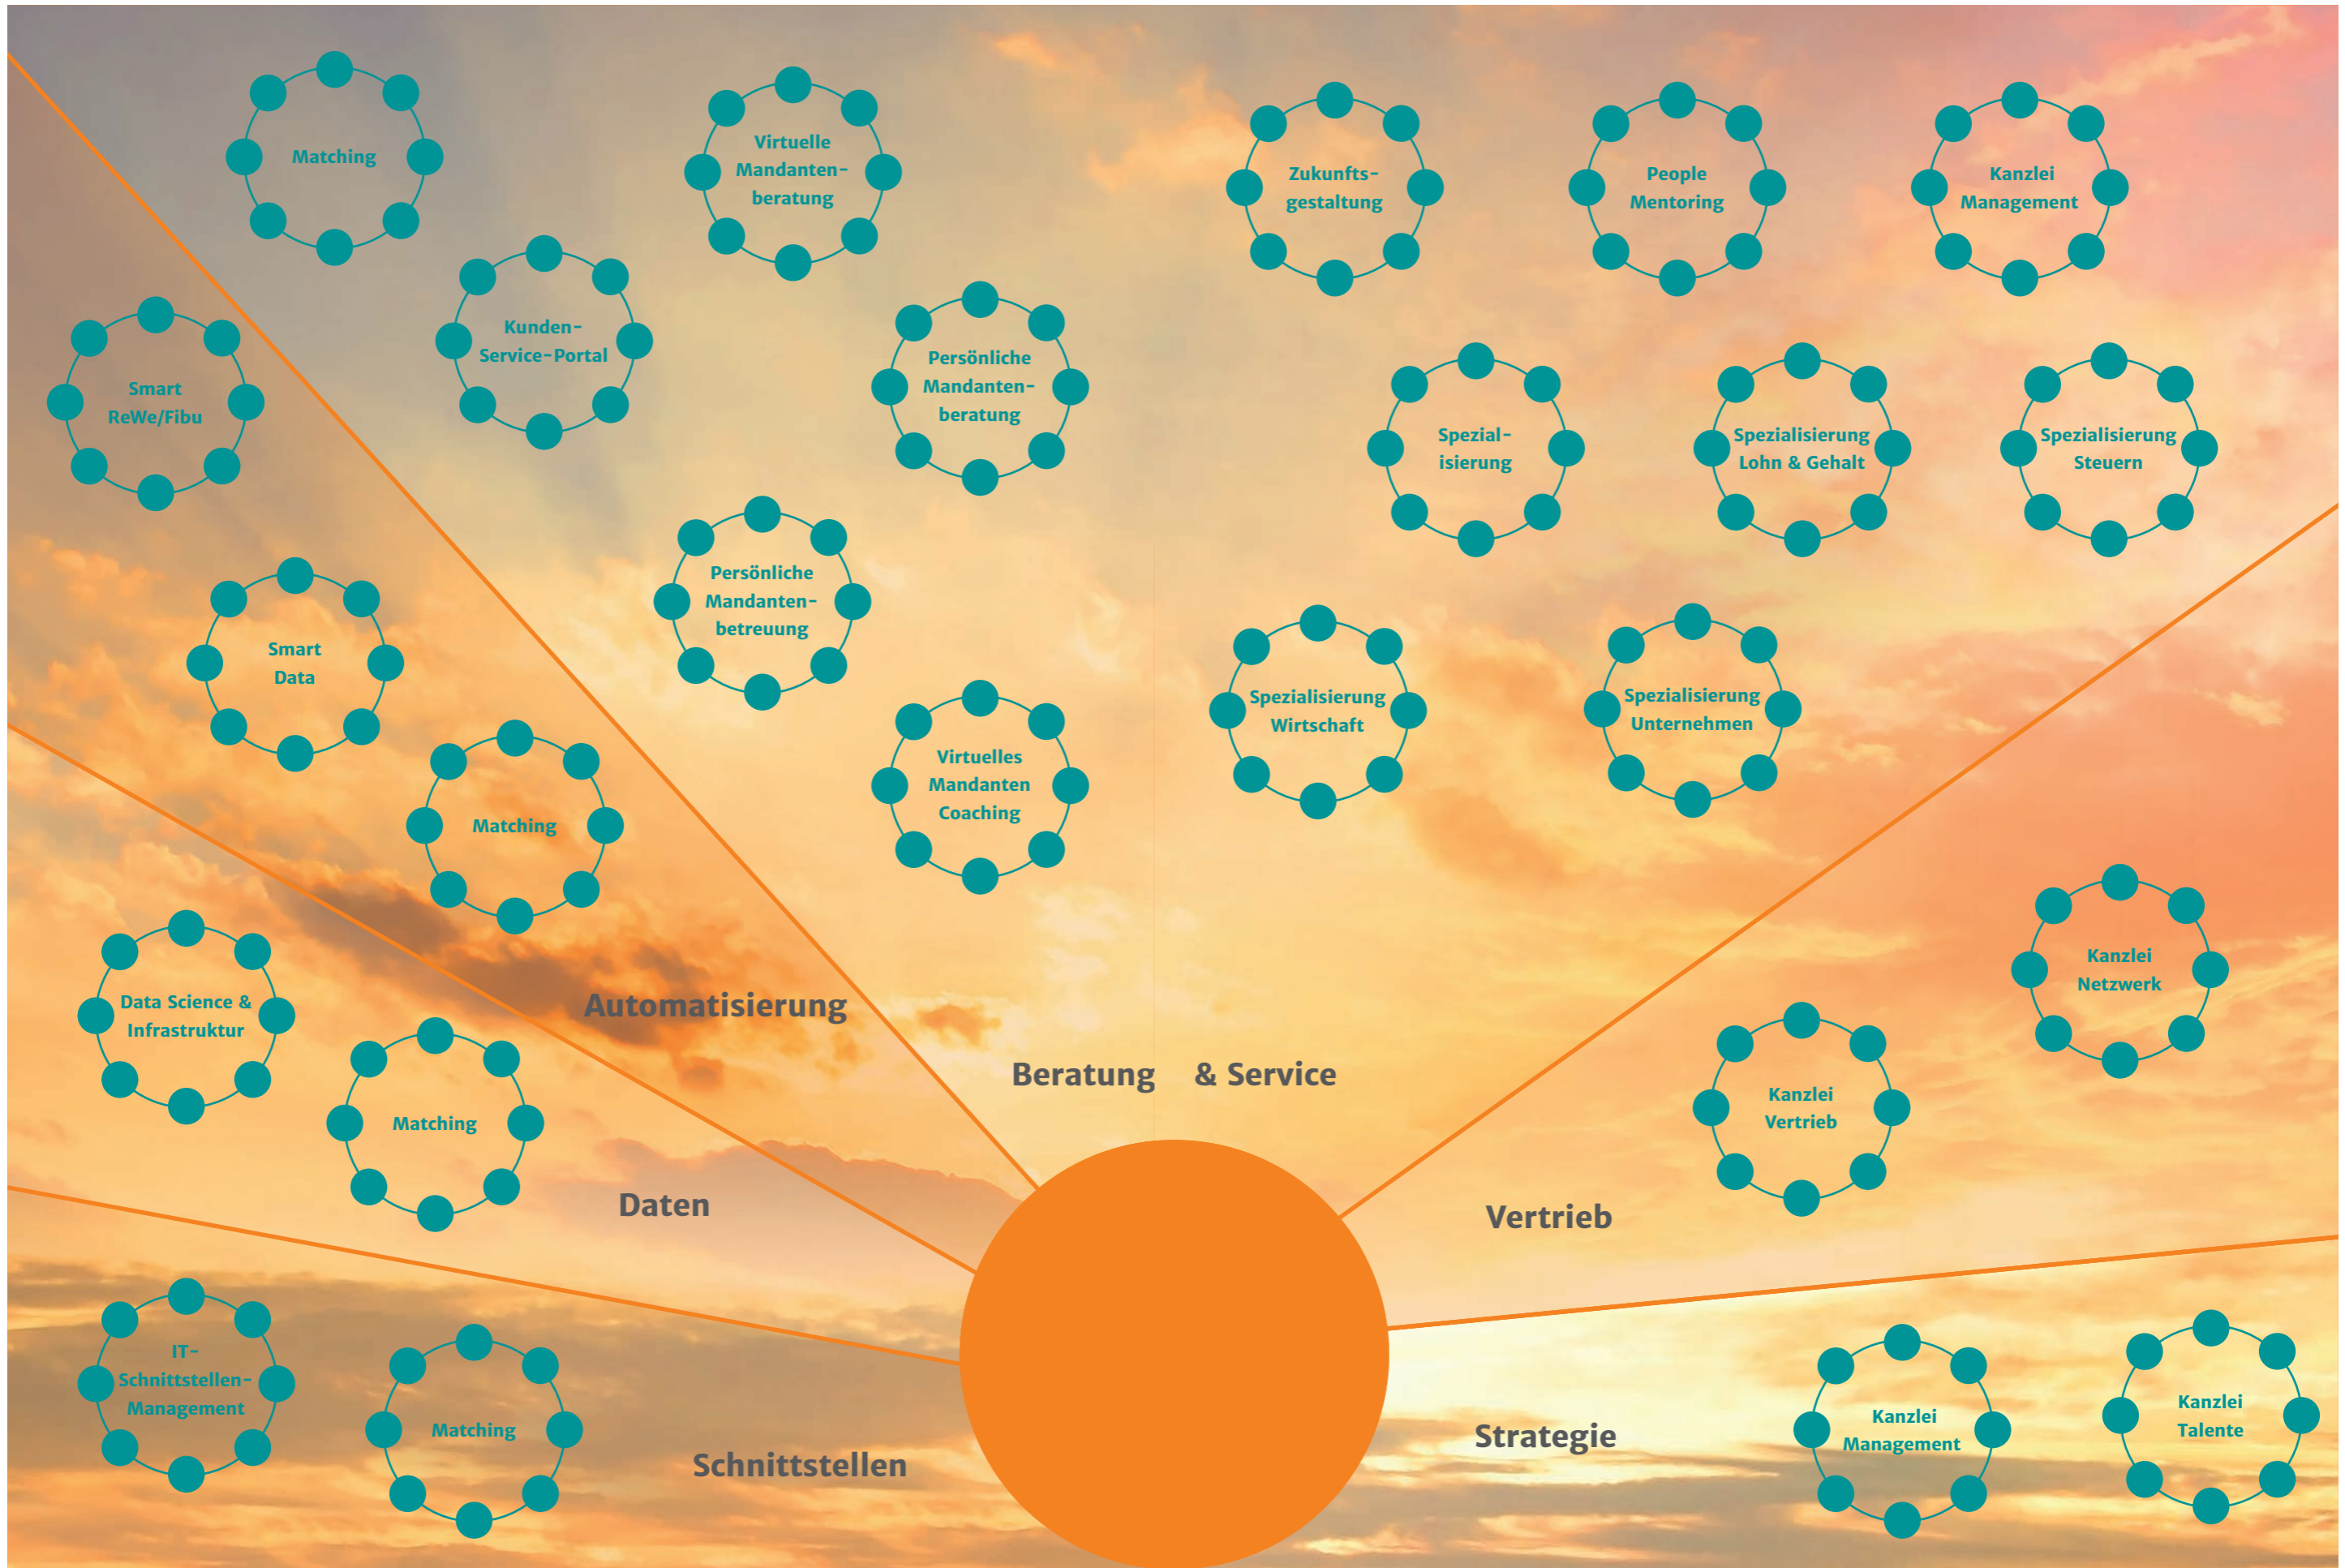 Matching
Virtuelle
Mandanten-
beratung
Zukunfts-
gestaltung
People
Mentoring
Kanzlei
Management
Kunden-
Service-Portal
Smart
ReWe/Fibu
Persönliche
Mandanten-
beratung
Spezial-
isierung
Spezialisierung
Lohn & Gehalt
Spezialisierung
Steuern
Persönliche
Mandanten-
betreuung
Smart
Data
Spezialisierung
Wirtschaft
Spezialisierung
Unternehmen
Virtuelles
Mandanten
Coaching
Matching
Kanzlei
Netzwerk
Data Science &
Infrastruktur
Automatisierung
Beratung & Service
Kanzlei
Vertrieb
Matching
Daten
Vertrieb
IT-
Schnittstellen-
Management
Matching
Schnittstellen
Strategie
Kanzlei
Management
Kanzlei
Talente